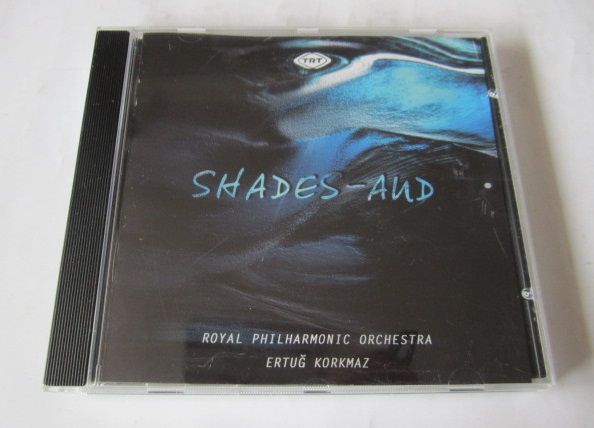 TRT
SHADES-AUD
ROYAL PHILHARMONIC ORCHESTRA
ERTUĞ KORKMAZ